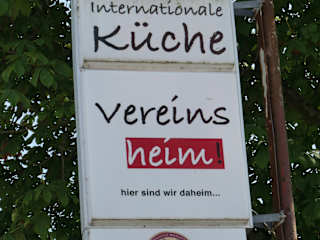 Internationale
Küche
Vereins
heim!
hier sind wir daheim...